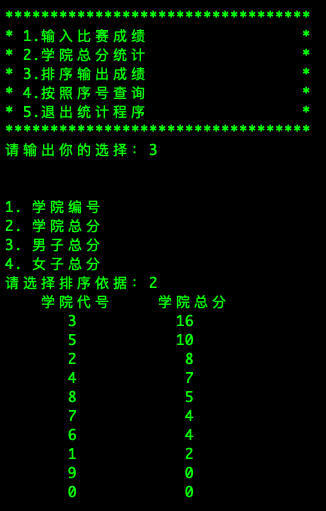 **********************************
* 1.输入比赛成绩                 *
* 2.学院总分统计                 *
* 3.排序输出成绩                 *
* 4.按照序号查询                 *
* 5.退出统计程序                 *
**********************************
请输出你的选择: 3
1. 学院编号
2. 学院总分
3. 男子总分
4. 女子总分
请选择排序依据: 2
学院代号 学院总分
3 16
5 10
2 8
4 7
8 5
7 4
6 4
1 2
9 0
0 0